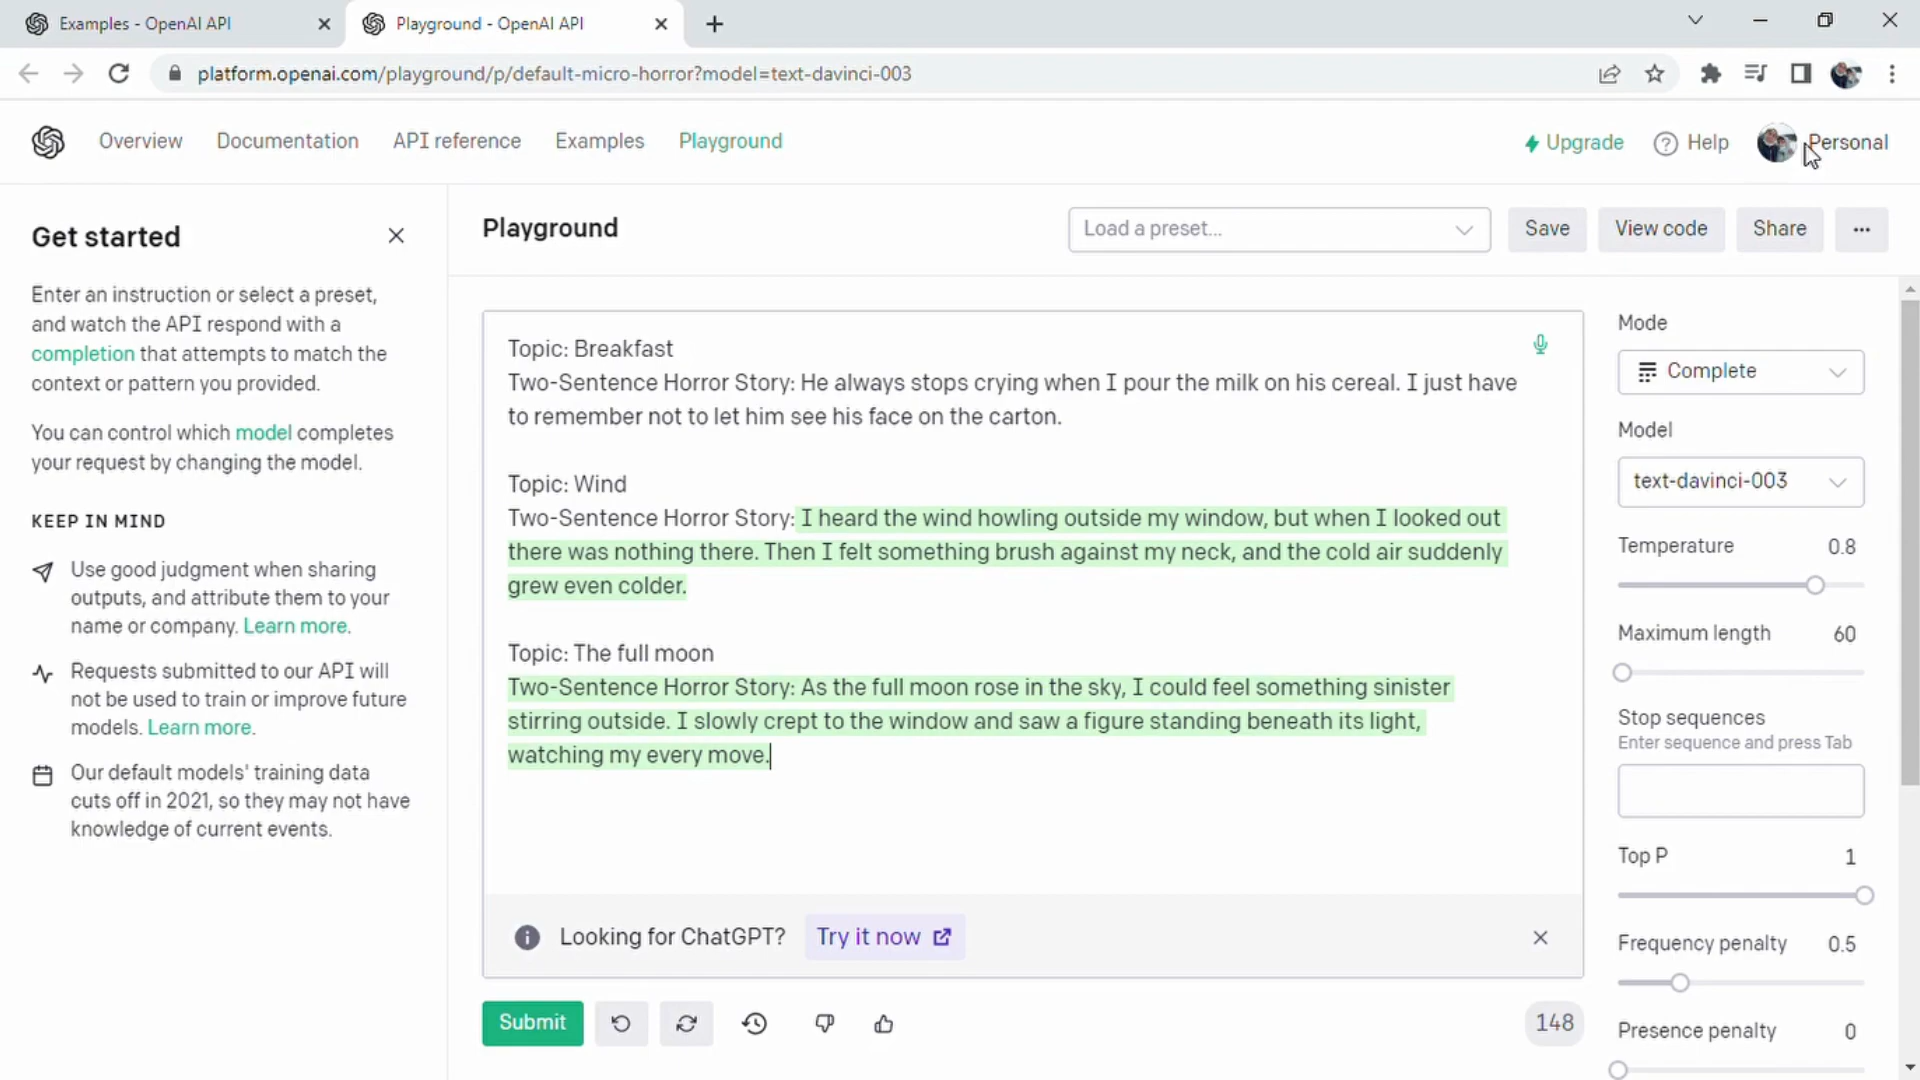 Examples - OpenAI API
Playground - OpenAI API
platform.openai.com/playground/p/default-micro-horror?model=text-davinci-003
Overview
Documentation
API reference
Examples
Playground
Upgrade
Help
Personal
Get started
Enter an instruction or select a preset,
and watch the API respond with a
completion that attempts to match the
context or pattern you provided.
You can control which model completes
your request by changing the model.
KEEP IN MIND
Use good judgment when sharing
outputs, and attribute them to your
name or company. Learn more.
Requests submitted to our API will
not be used to train or improve future
models. Learn more.
Our default models' training data
cuts off in 2021, so they may not have
knowledge of current events.
Playground
Load a preset...
Save
View code
Share
Topic: Breakfast
Two-Sentence Horror Story: He always stops crying when I pour the milk on his cereal. I just have
to remember not to let him see his face on the carton.
Topic: Wind
Two-Sentence Horror Story: I heard the wind howling outside my window, but when I looked out
there was nothing there. Then I felt something brush against my neck, and the cold air suddenly
grew even colder.
Topic: The full moon
Two-Sentence Horror Story: As the full moon rose in the sky, I could feel something sinister
stirring outside. I slowly crept to the window and saw a figure standing beneath its light,
watching my every move.
Looking for ChatGPT?
Try it now
Submit
148
Mode
Complete
Model
text-davinci-003
Temperature 0.8
Maximum length 60
Stop sequences
Enter sequence and press Tab
Top P 1
Frequency penalty 0.5
Presence penalty 0